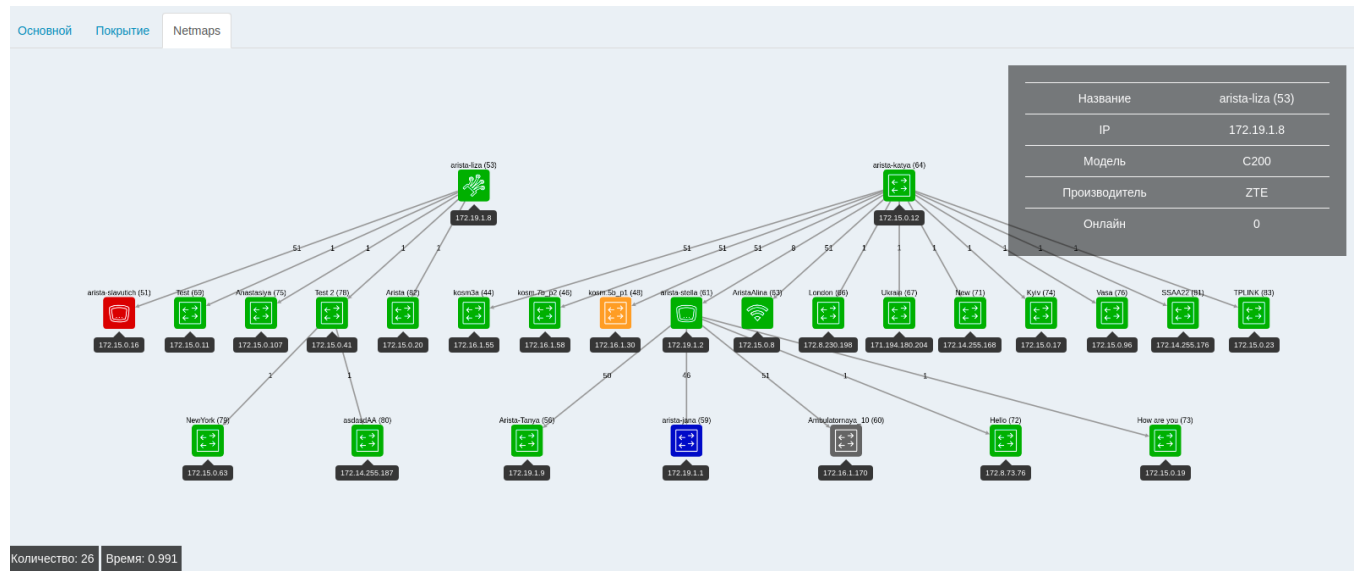 Основной Покрытие Netmaps
Название arista-liza (53)
IP 172.19.1.8
Модель C200
Производитель ZTE
Онлайн 0
arista-liza (53) arista-katya (64)
172.19.1.8 172.15.0.12
51 1 1 1 1 51 51 51 8 51 1 1 1 1 1 1 1
arista-slavutich (51) Test (69) Anastasiya (75) Test 2 (78) Arista (82) kosm3a (44) kosm.7b_p2 (46) kosm.5b_p1 (48) arista-stella (61) AristaAlina (63) London (66) Ukrain (67) New (71) Kyiv (74) Vasa (76) SSAA22 (81) TPLINK (83)
172.15.0.16 172.15.0.11 172.15.0.107 172.15.0.41 172.15.0.20 172.16.1.55 172.16.1.58 172.16.1.30 172.19.1.2 172.15.0.8 172.8.230.198 171.194.180.204 172.14.255.168 172.15.0.17 172.15.0.96 172.14.255.176 172.15.0.23
1 1 50 46 51 1 1
NewYork (79) asdasdAA (80) Arista-Tanya (56) arista-jana (59) Ambulatornaya_10 (60) Hello (72) How are you (73)
172.15.0.63 172.14.255.187 172.19.1.9 172.19.1.1 172.16.1.170 172.8.73.76 172.15.0.19
Количество: 26 Время: 0.991